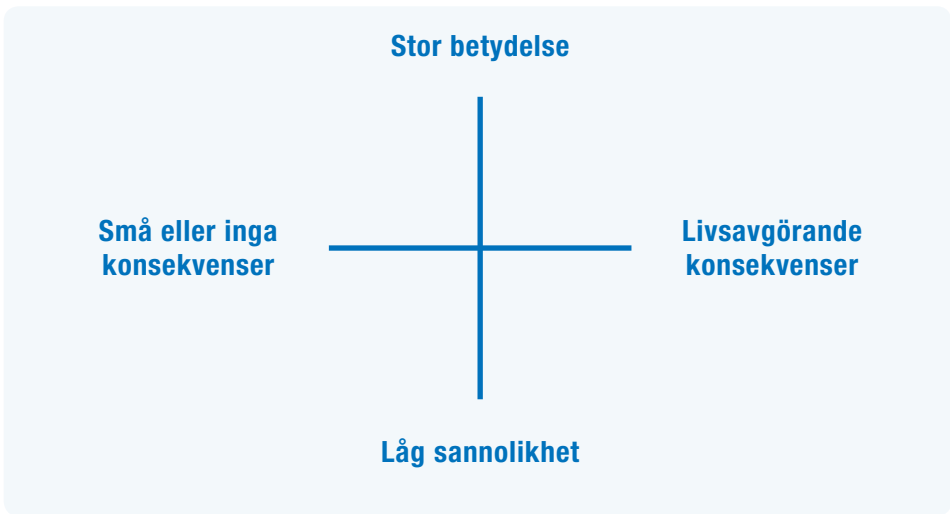 Stor betydelse
Små eller inga
konsekvenser
Livsavgörande
konsekvenser
Låg sannolikhet